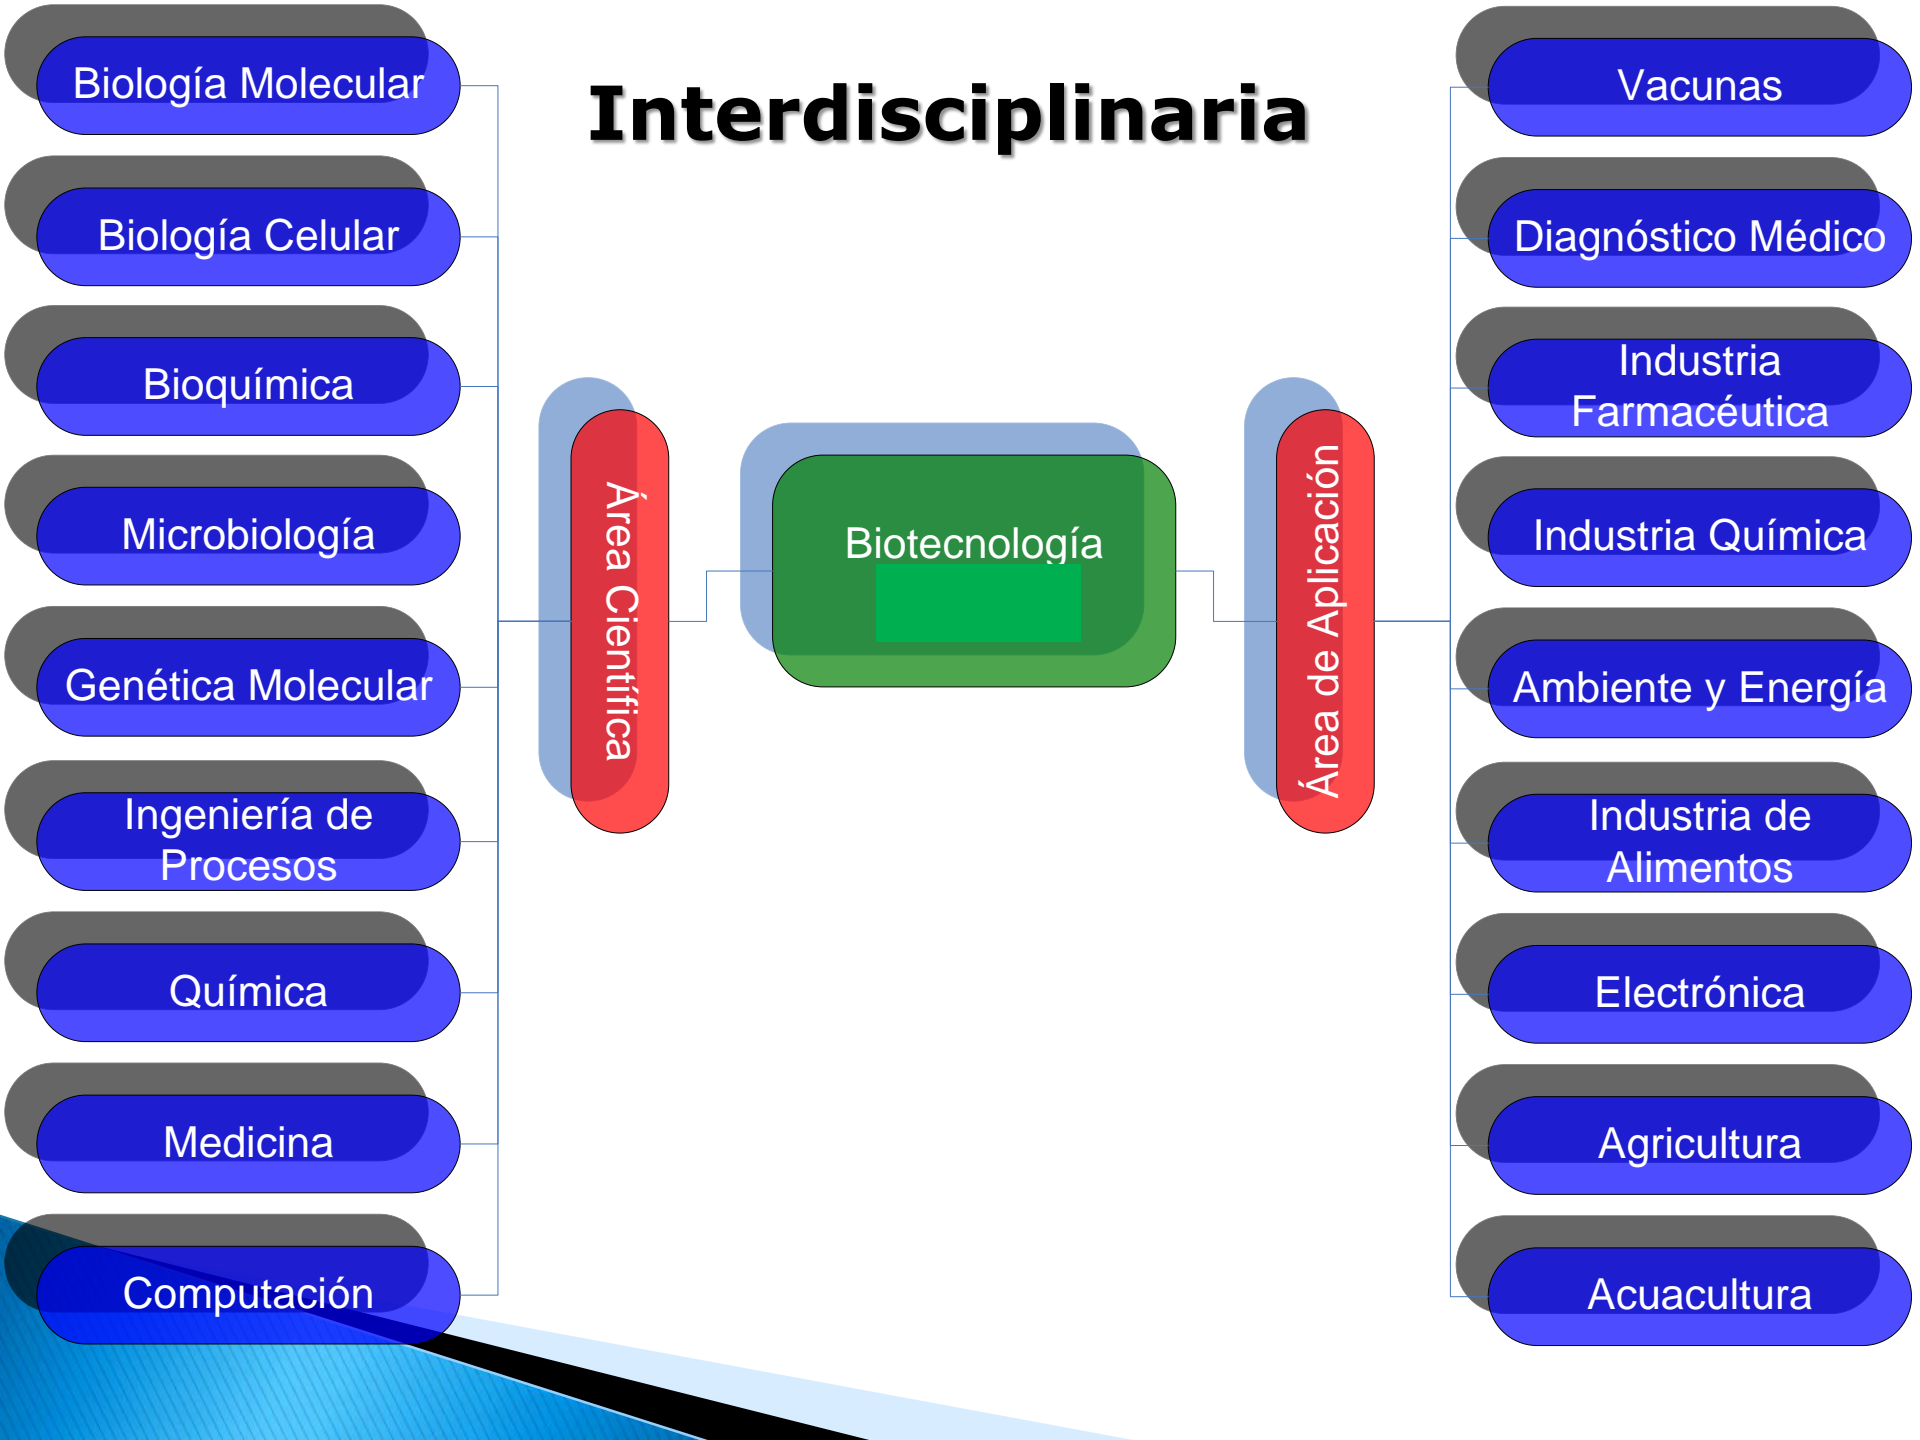 Interdisciplinaria
Biología Molecular
Biología Celular
Bioquímica
Microbiología
Genética Molecular
Ingeniería de
Procesos
Química
Medicina
Computación
Área Científica
Biotecnología
Área de Aplicación
Vacunas
Diagnóstico Médico
Industria
Farmacéutica
Industria Química
Ambiente y Energía
Industria de
Alimentos
Electrónica
Agricultura
Acuacultura